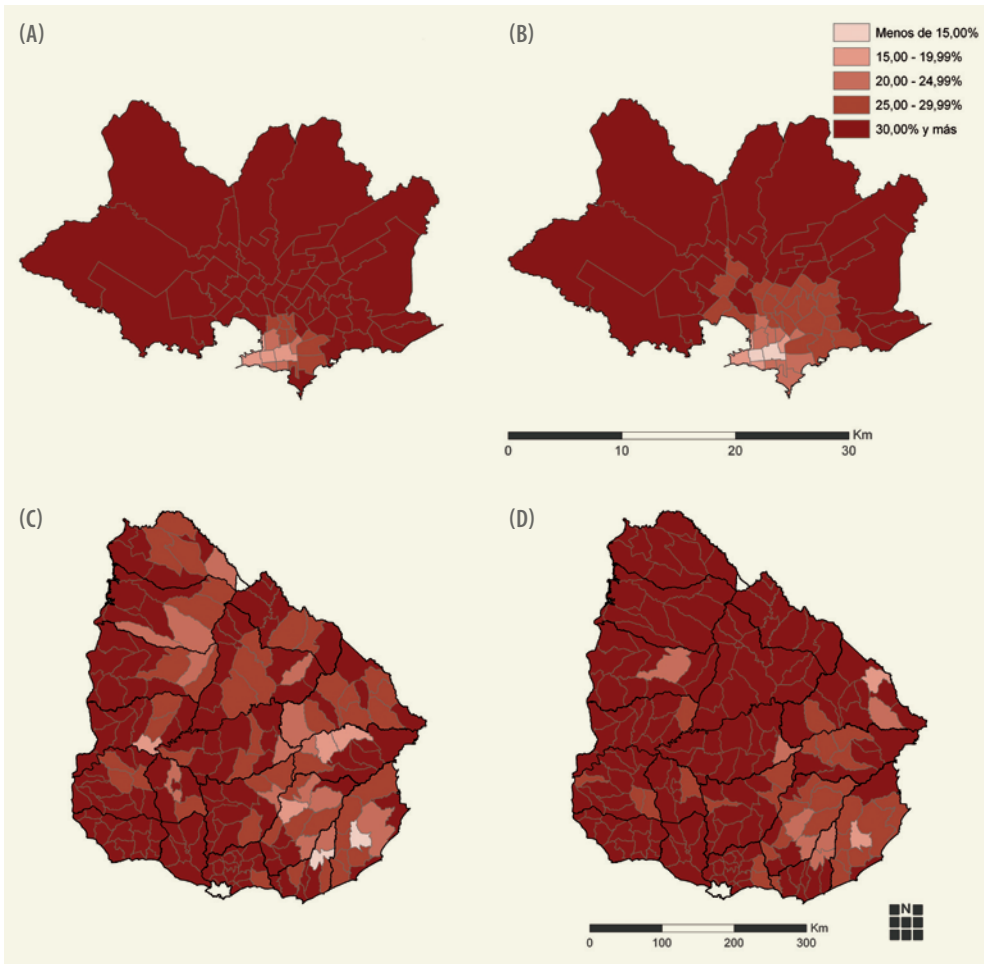 (A)
(B)
Menos de 15,00%
15,00 - 19,99%
20,00 - 24,99%
25,00 - 29,99%
30,00% y más
Km
0 10 20 30
(C)
(D)
N
Km
0 100 200 300